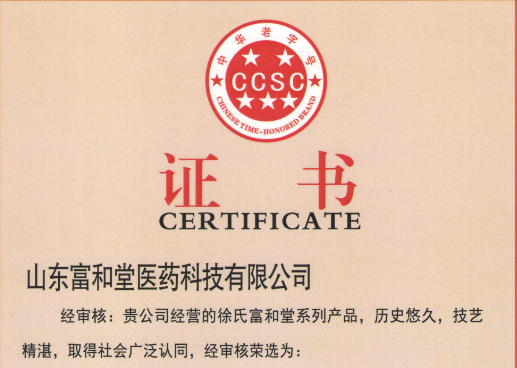 中华老字号
CCSC
CHINESE TIME-HONORED BRAND
证 书
CERTIFICATE
山东富和堂医药科技有限公司
经审核：贵公司经营的徐氏富和堂系列产品，历史悠久，技艺
精湛，取得社会广泛认同，经审核荣选为：